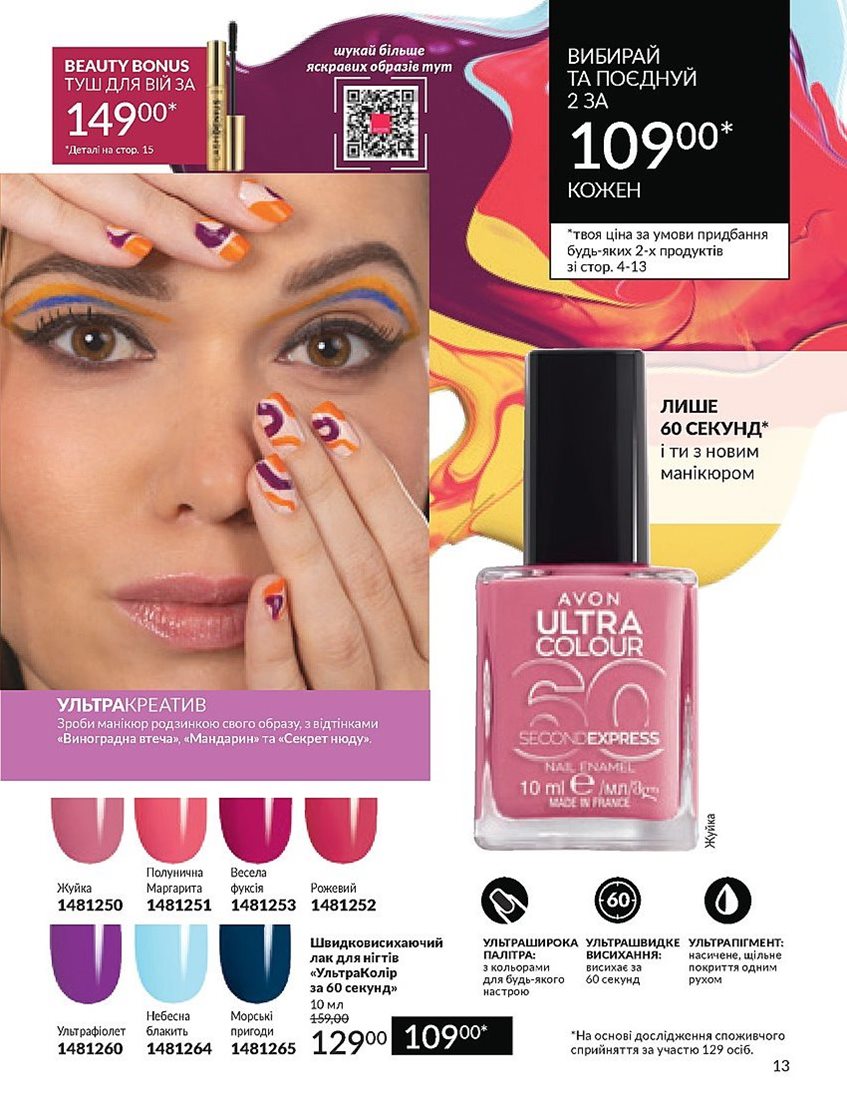 BEAUTY BONUS
ТУШ ДЛЯ ВІЙ ЗА
14900*
*Деталі на стор. 15
шукай більше
яскравих образів тут
ВИБИРАЙ
ТА ПОЄДНУЙ
2 ЗА
10900*
КОЖЕН
*твоя ціна за умови придбання
будь-яких 2-х продуктів
зі стор. 4-13
ЛИШЕ
60 СЕКУНД*
і ти з новим
манікюром
AVON
ULTRA
COLOUR
60
SECONDEXPRESS
NAIL ENAMEL
10 ml e /мл/
MADE IN FRANCE
Жуйка
УЛЬТРАКРЕАТИВ
Зроби манікюр родзинкою свого образу, з відтінками
«Виноградна втеча», «Мандарин» та «Секрет нюду».
Жуйка
1481250
Полунична
Маргарита
1481251
Весела
фуксія
1481253
Рожевий
1481252
Ультрафіолет
1481260
Небесна
блакить
1481264
Морські
пригоди
1481265
Швидковисихаючий
лак для нігтів
«УльтраКолір
за 60 секунд»
10 мл
159,00
12900 10900*
УЛЬТРАШИРОКА
ПАЛІТРА:
з кольорами
для будь-якого
настрою
60
УЛЬТРАШВИДКЕ
ВИСИХАННЯ:
висихає за
60 секунд
УЛЬТРАПІГМЕНТ:
насичене, щільне
покриття одним
рухом
*На основі дослідження споживчого
сприйняття за участю 129 осіб.
13